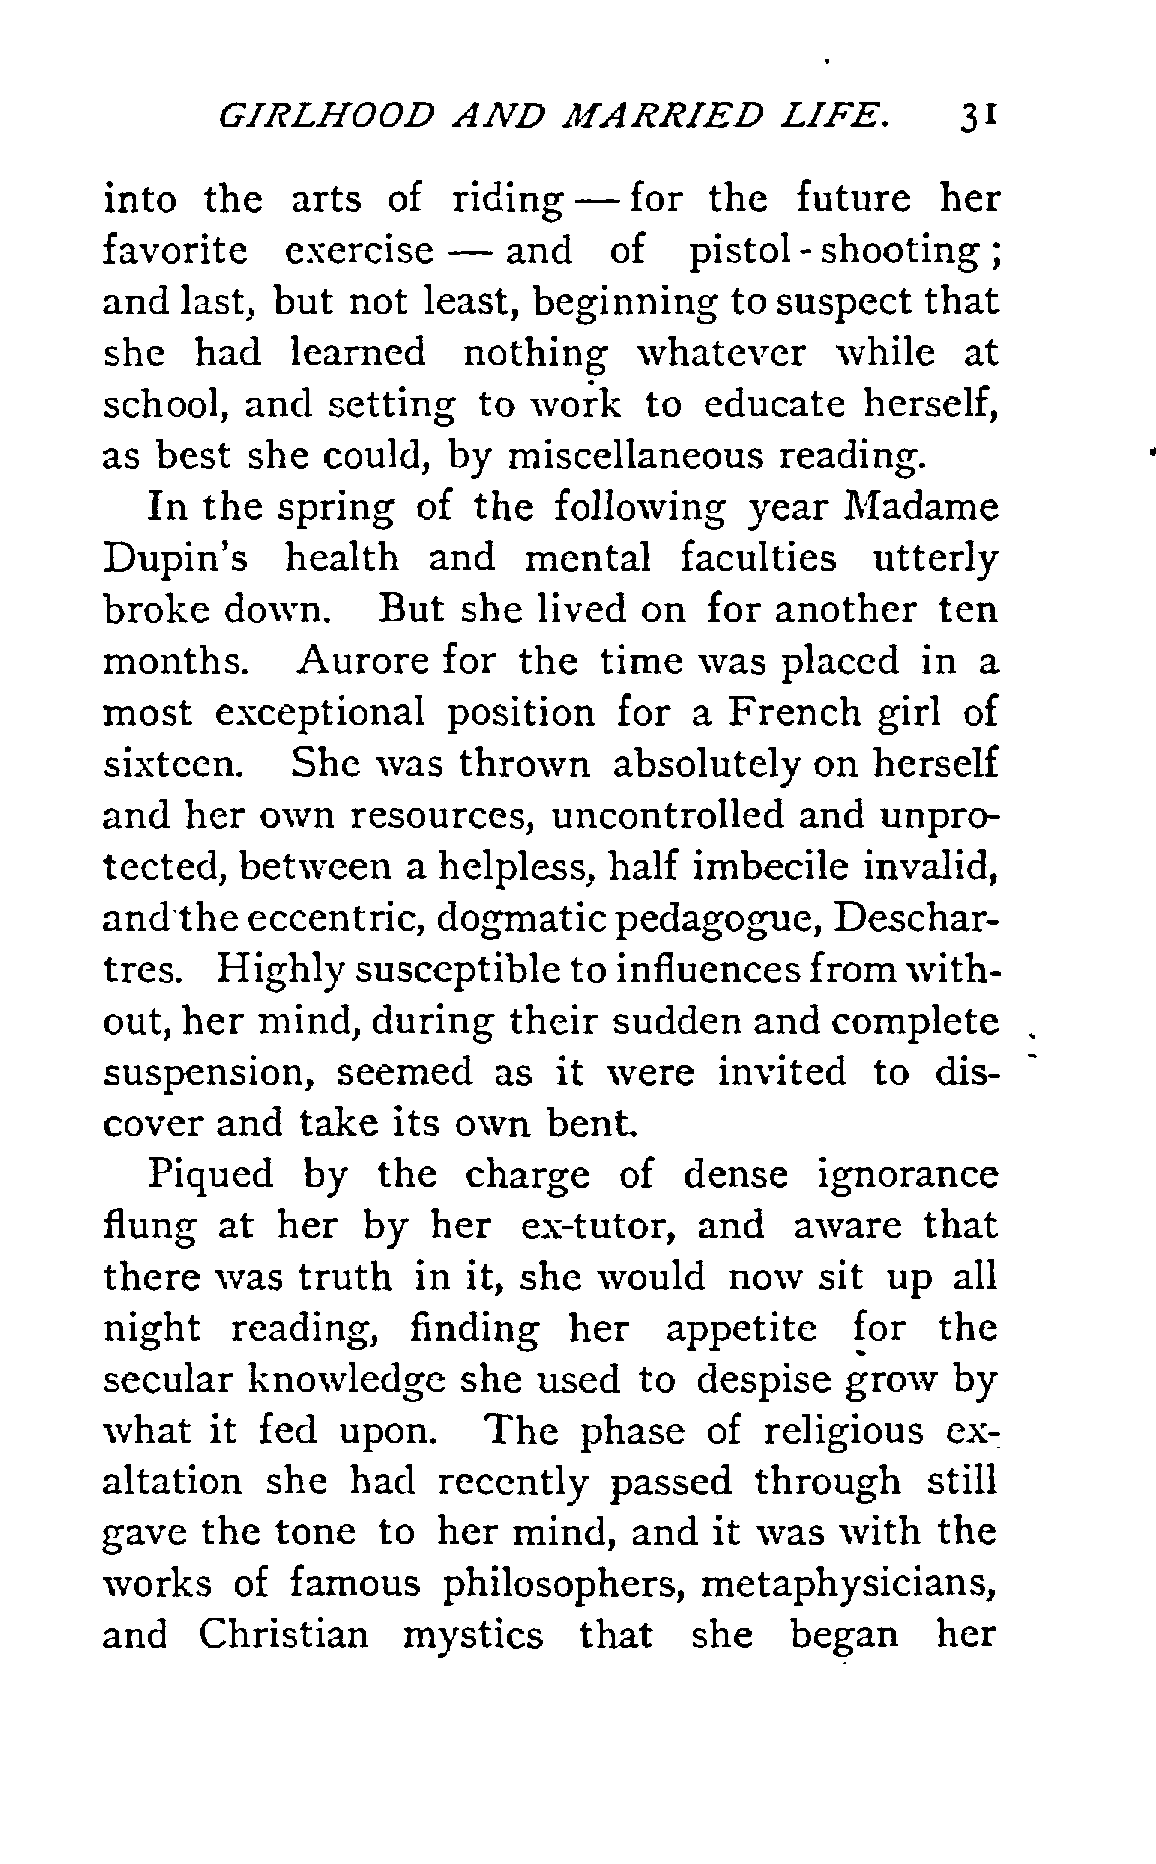 GIRLHOOD AND MARRIED LIFE. 31
into the arts of riding — for the future her
favorite exercise — and of pistol-shooting;
and last, but not least, beginning to suspect that
she had learned nothing whatever while at
school, and setting to work to educate herself,
as best she could, by miscellaneous reading.
In the spring of the following year Madame
Dupin's health and mental faculties utterly
broke down. But she lived on for another ten
months. Aurore for the time was placed in a
most exceptional position for a French girl of
sixteen. She was thrown absolutely on herself
and her own resources, uncontrolled and unpro-
tected, between a helpless, half imbecile invalid,
and the eccentric, dogmatic pedagogue, Deschar-
tres. Highly susceptible to influences from with-
out, her mind, during their sudden and complete
suspension, seemed as it were invited to dis-
cover and take its own bent.
Piqued by the charge of dense ignorance
flung at her by her ex-tutor, and aware that
there was truth in it, she would now sit up all
night reading, finding her appetite for the
secular knowledge she used to despise grow by
what it fed upon. The phase of religious ex-
altation she had recently passed through still
gave the tone to her mind, and it was with the
works of famous philosophers, metaphysicians,
and Christian mystics that she began her